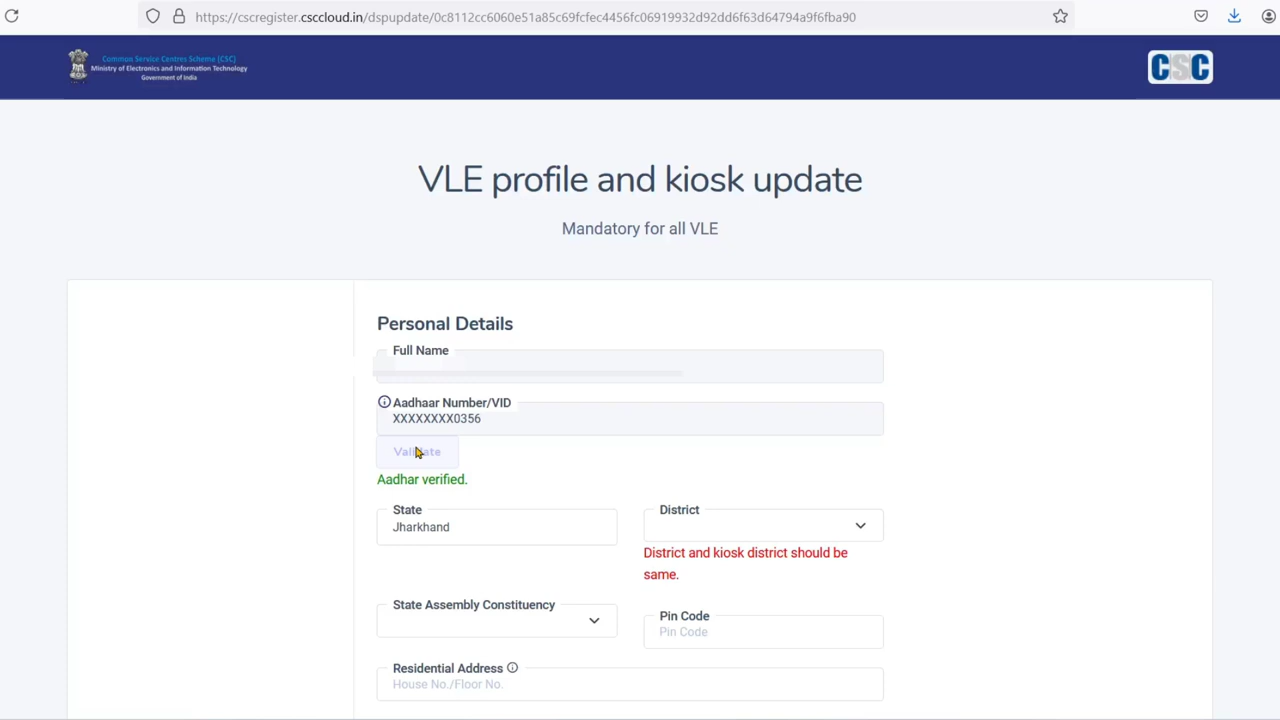 https://cscregister.csccloud.in/dspupdate/0c8112cc6060e51a85c69fcfec4456fc06919932d92dd6f63d64794a9f6fba90
Common Service Centres Scheme (CSC)
Ministry of Electronics and Information Technology
Government of India
CSC
VLE profile and kiosk update
Mandatory for all VLE
Personal Details
Full Name
Aadhaar Number/VID
XXXXXXXX0356
Validate
Aadhar verified.
State
Jharkhand
District
District and kiosk district should be
same.
State Assembly Constituency
Pin Code
Pin Code
Residential Address
House No./Floor No.